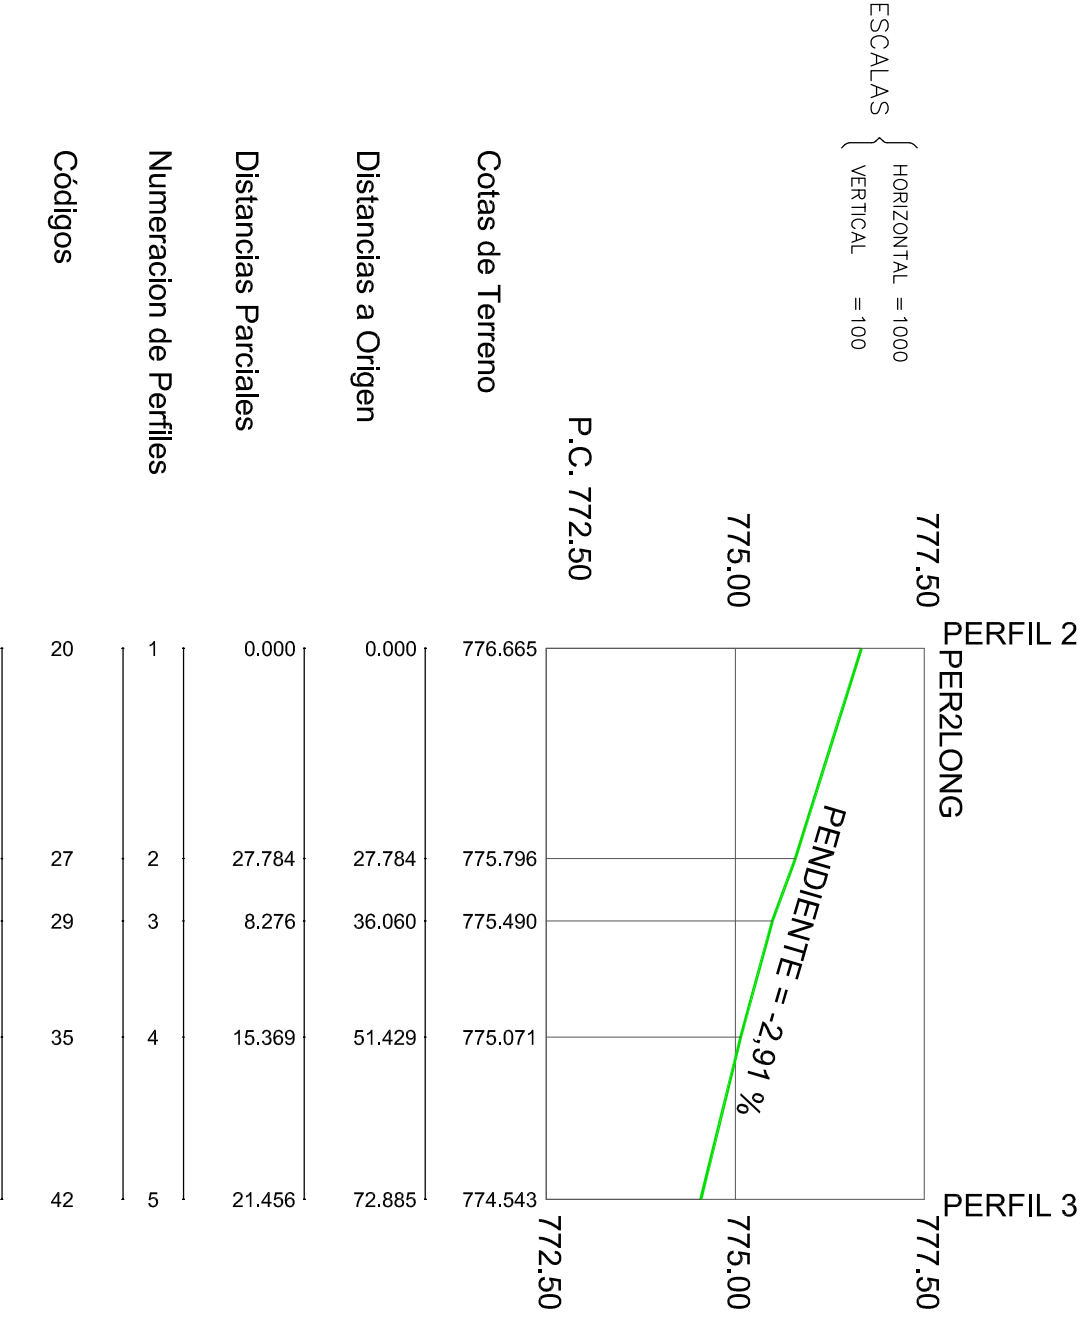 ESCALAS
HORIZONTAL = 1000
VERTICAL = 100
PERFIL 2
PERFIL 3
PER2LONG
777.50
777.50
775.00
775.00
P.C. 772.50
772.50
PENDIENTE = -2,91 %
Cotas de Terreno
776.665
775.796
775.490
775.071
774.543
Distancias a Origen
0.000
27.784
36.060
51.429
72.885
Distancias Parciales
0.000
27.784
8.276
15.369
21.456
Numeracion de Perfiles
1
2
3
4
5
Códigos
20
27
29
35
42